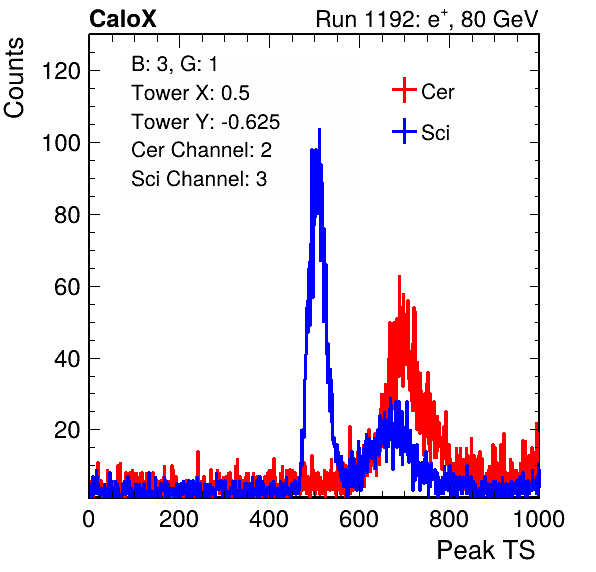 CaloX Run 1192: e⁺, 80 GeV
Counts
B: 3, G: 1
Tower X: 0.5
Tower Y: -0.625
Cer Channel: 2
Sci Channel: 3
Cer
Sci
120
100
80
60
40
20
0 200 400 600 800 1000
Peak TS